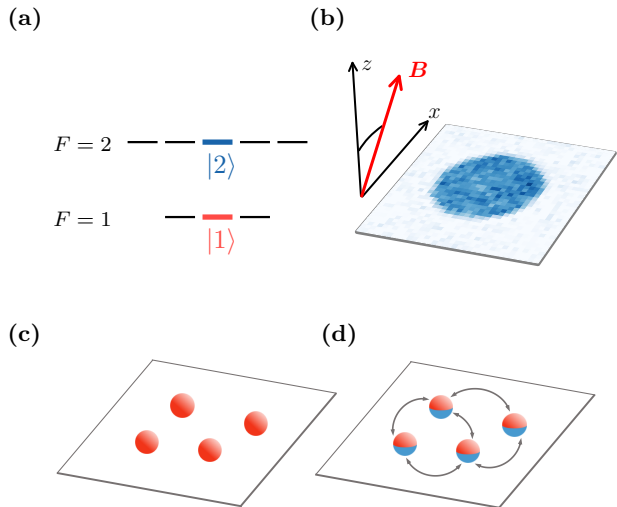 (a)
F = 2
|2⟩
F = 1
|1⟩
(b)
z
B
x
(c)
(d)